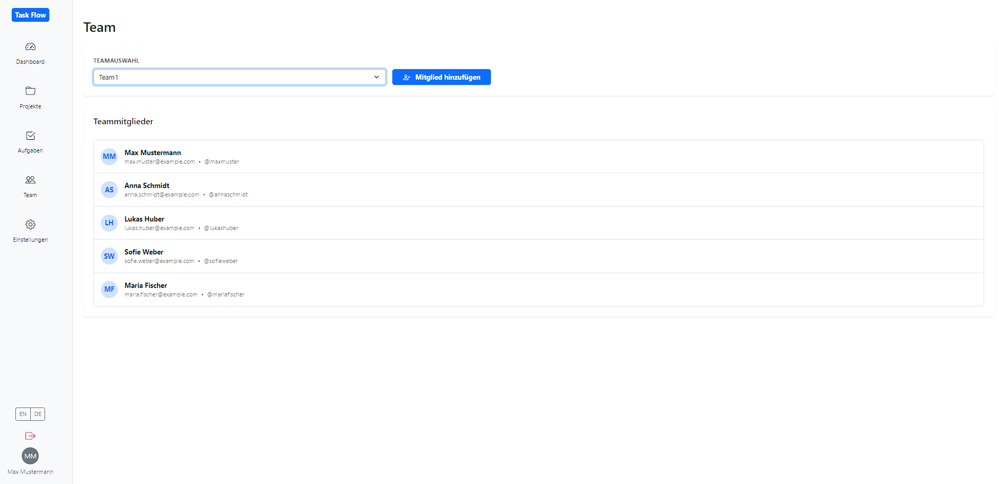 Task Flow
Dashboard
Projekte
Aufgaben
Team
Einstellungen
EN DE
MM
Max Mustermann
Team
TEAMAUSWAHL
Team1
Mitglied hinzufügen
Teammitglieder
MM Max Mustermann
max.muster@example.com • @maxmuster
AS Anna Schmidt
anna.schmidt@example.com • @annaschmidt
LH Lukas Huber
lukas.huber@example.com • @lukashuber
SW Sofie Weber
sofie.weber@example.com • @sofieweber
MF Maria Fischer
maria.fischer@example.com • @mariafischer